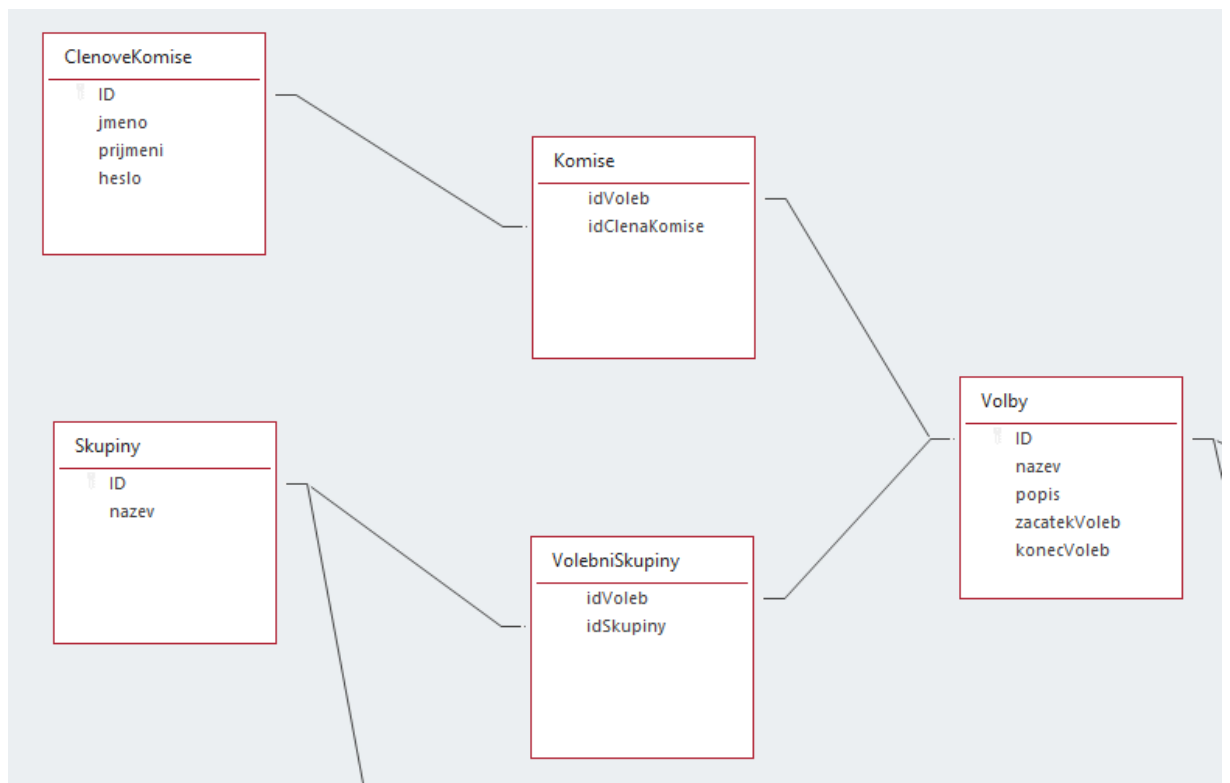 ClenoveKomise
ID
jmeno
prijmeni
heslo
Komise
idVoleb
idClenaKomise
Volby
ID
nazev
popis
zacatekVoleb
konecVoleb
Skupiny
ID
nazev
VolebniSkupiny
idVoleb
idSkupiny